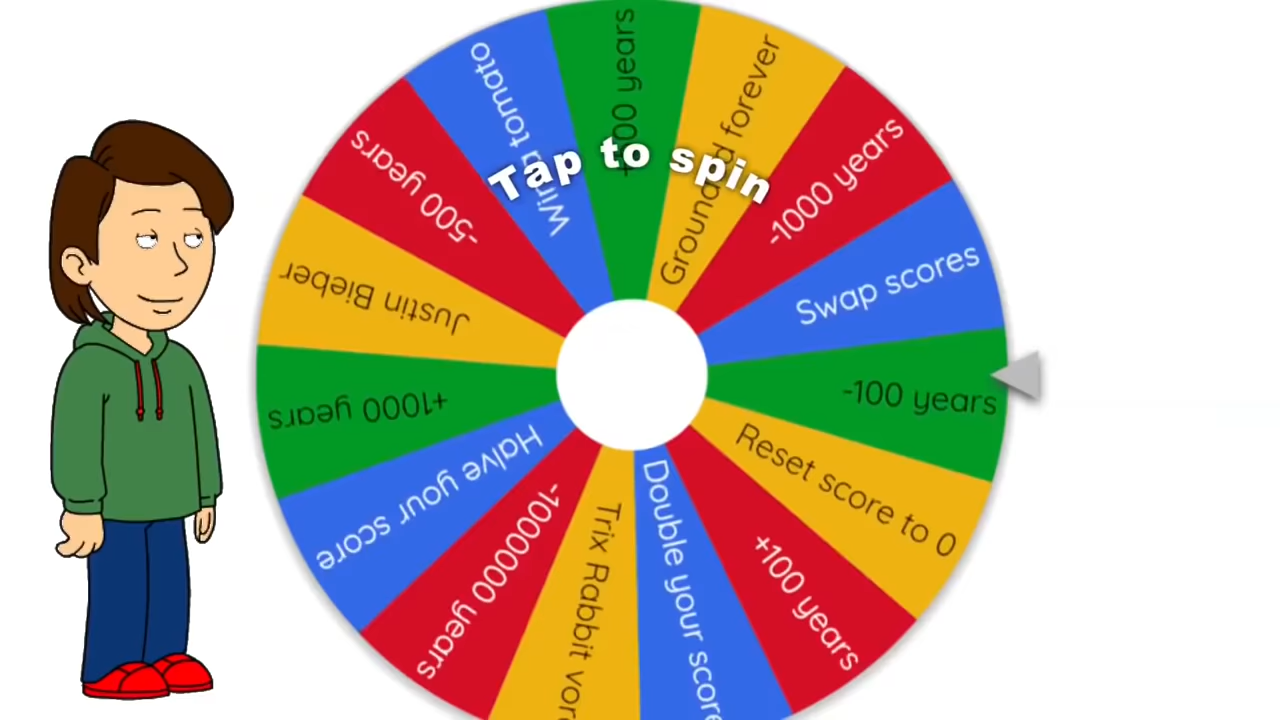 Tap to spin
years
Grounded forever
-1000 years
Swap scores
-100 years
Reset score to 0
+100 years
Double your score
Trix Rabbit
-1000000 years
Halve your score
+1000 years
Justin Bieber
-500 years
tomato